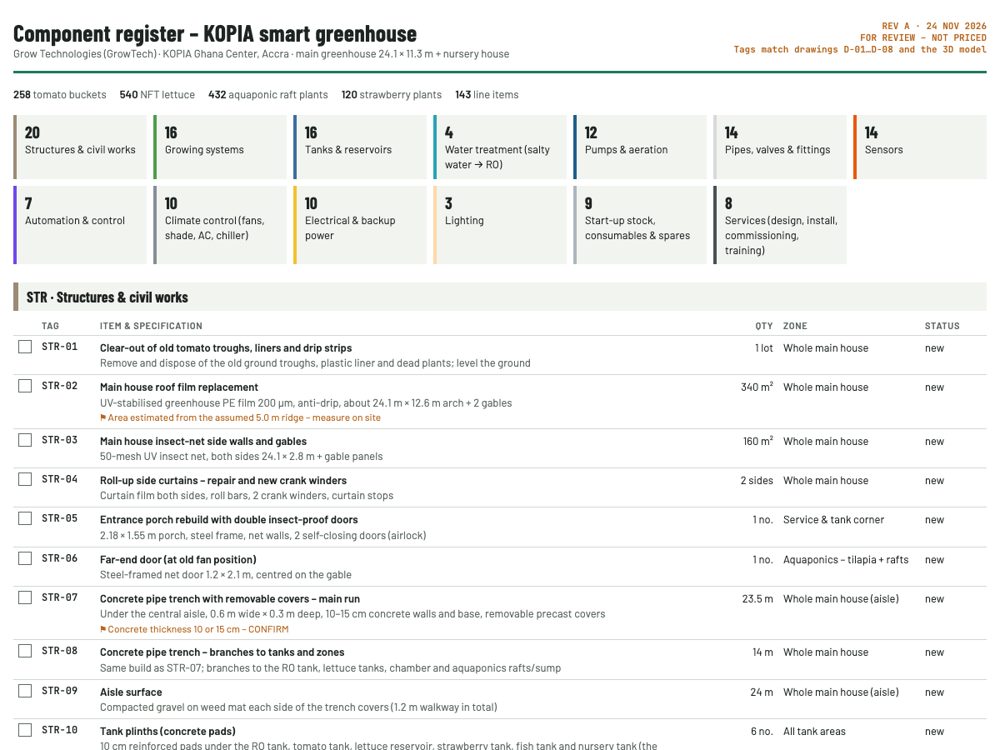 Component register – KOPIA smart greenhouse
Grow Technologies (GrowTech) · KOPIA Ghana Center, Accra · main greenhouse 24.1 × 11.3 m + nursery house
REV A · 24 NOV 2026
FOR REVIEW – NOT PRICED
Tags match drawings D-01…D-08 and the 3D model
258 tomato buckets 540 NFT lettuce 432 aquaponic raft plants 120 strawberry plants 143 line items
20
Structures & civil works
16
Growing systems
16
Tanks & reservoirs
4
Water treatment (salty
water → RO)
12
Pumps & aeration
14
Pipes, valves & fittings
14
Sensors
7
Automation & control
10
Climate control (fans,
shade, AC, chiller)
10
Electrical & backup
power
3
Lighting
9
Start-up stock,
consumables & spares
8
Services (design, install,
commissioning,
training)
STR · Structures & civil works
TAG ITEM & SPECIFICATION QTY ZONE STATUS
STR-01 Clear-out of old tomato troughs, liners and drip strips 1 lot Whole main house new
Remove and dispose of the old ground troughs, plastic liner and dead plants; level the ground
STR-02 Main house roof film replacement 340 m² Whole main house new
UV-stabilised greenhouse PE film 200 µm, anti-drip, about 24.1 m × 12.6 m arch + 2 gables
⚑ Area estimated from the assumed 5.0 m ridge – measure on site
STR-03 Main house insect-net side walls and gables 160 m² Whole main house new
50-mesh UV insect net, both sides 24.1 × 2.8 m + gable panels
STR-04 Roll-up side curtains – repair and new crank winders 2 sides Whole main house new
Curtain film both sides, roll bars, 2 crank winders, curtain stops
STR-05 Entrance porch rebuild with double insect-proof doors 1 no. Service & tank corner new
2.18 × 1.55 m porch, steel frame, net walls, 2 self-closing doors (airlock)
STR-06 Far-end door (at old fan position) 1 no. Aquaponics – tilapia + rafts new
Steel-framed net door 1.2 × 2.1 m, centred on the gable
STR-07 Concrete pipe trench with removable covers – main run 23.5 m Whole main house (aisle) new
Under the central aisle, 0.6 m wide × 0.3 m deep, 10–15 cm concrete walls and base, removable precast covers
⚑ Concrete thickness 10 or 15 cm – CONFIRM
STR-08 Concrete pipe trench – branches to tanks and zones 14 m Whole main house new
Same build as STR-07; branches to the RO tank, lettuce tanks, chamber and aquaponics rafts/sump
STR-09 Aisle surface 24 m Whole main house (aisle) new
Compacted gravel on weed mat each side of the trench covers (1.2 m walkway in total)
STR-10 Tank plinths (concrete pads) 6 no. All tank areas new
10 cm reinforced pads under the RO tank, tomato tank, lettuce reservoir, strawberry tank, fish tank and nursery tank (the